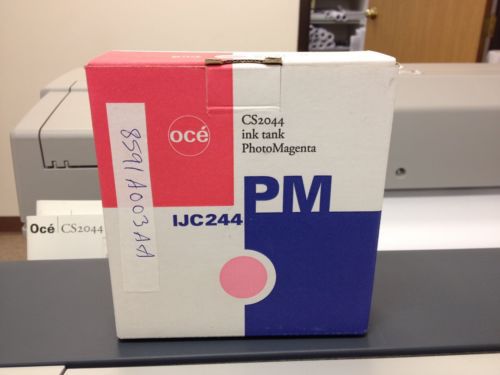 océ
CS2044
ink tank
PhotoMagenta
PM
IJC244
8591A003AA
Océ CS2044